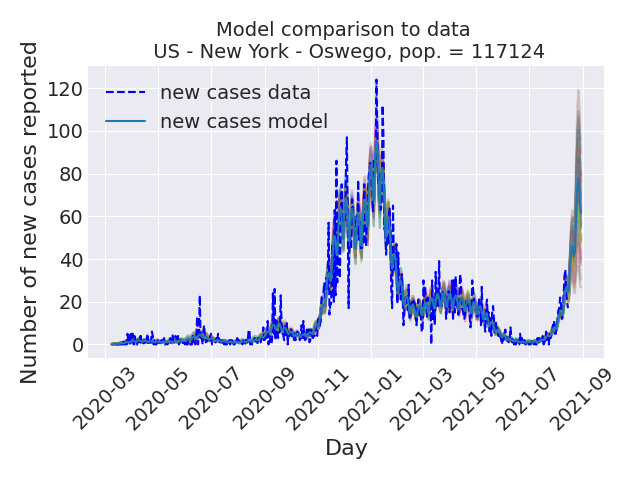 Model comparison to data
US - New York - Oswego, pop. = 117124
new cases data
new cases model
Number of new cases reported
120
100
80
60
40
20
0
2020-03
2020-05
2020-07
2020-09
2020-11
2021-01
2021-03
2021-05
2021-07
2021-09
Day